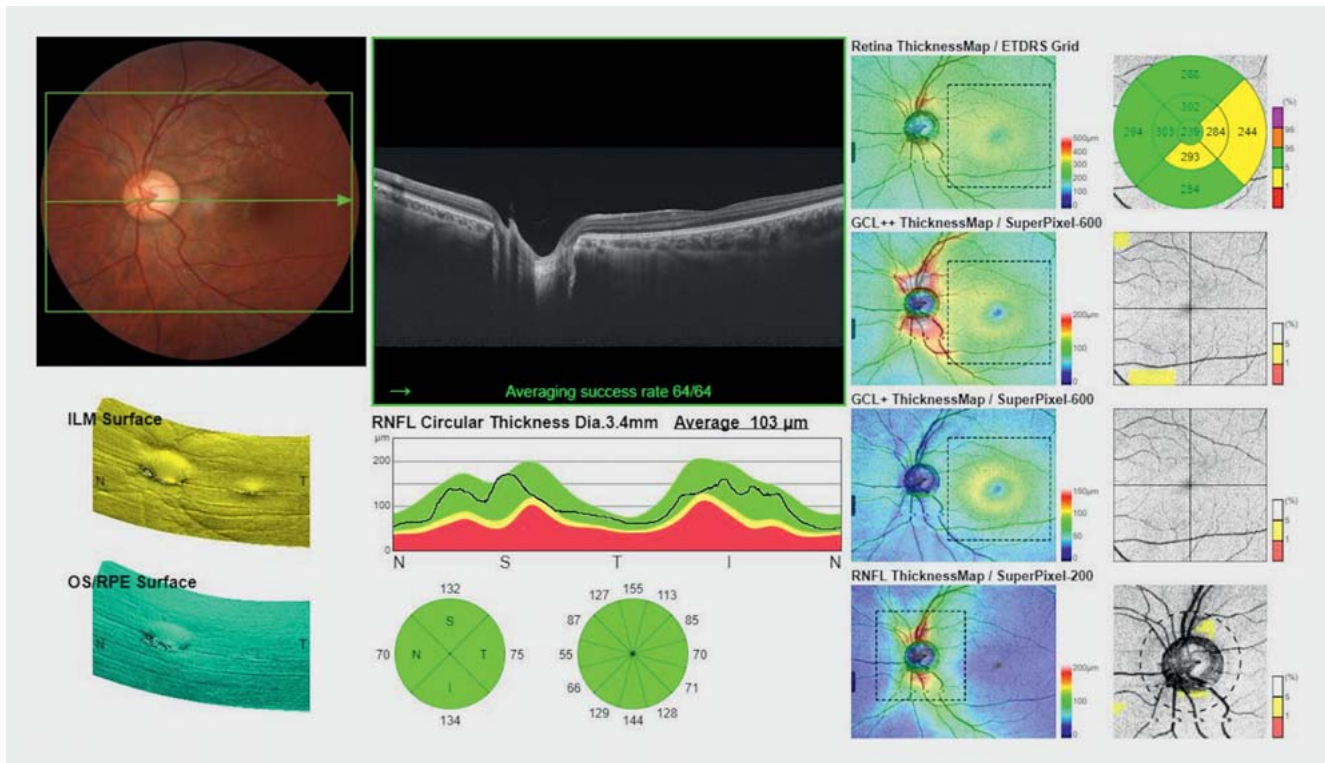 Retina ThicknessMap / ETDRS Grid
500µm
400
300
200
100
0
268
302
294 303 239 284 244
293
254
(%)
99
95
5
1
GCL++ ThicknessMap / SuperPixel-600
200µm
100
0
(%)
5
1
→ Averaging success rate 64/64
GCL+ ThicknessMap / SuperPixel-600
150µm
100
0
(%)
5
1
ILM Surface
N T
RNFL Circular Thickness Dia.3.4mm Average 103 µm
µm
200
100
0
N S T I N
OS/RPE Surface
N T
132
S
70 N T 75
I
134
127 155 113
87 85
55 70
66 71
129 144 128
RNFL ThicknessMap / SuperPixel-200
200µm
100
0
(%)
5
1